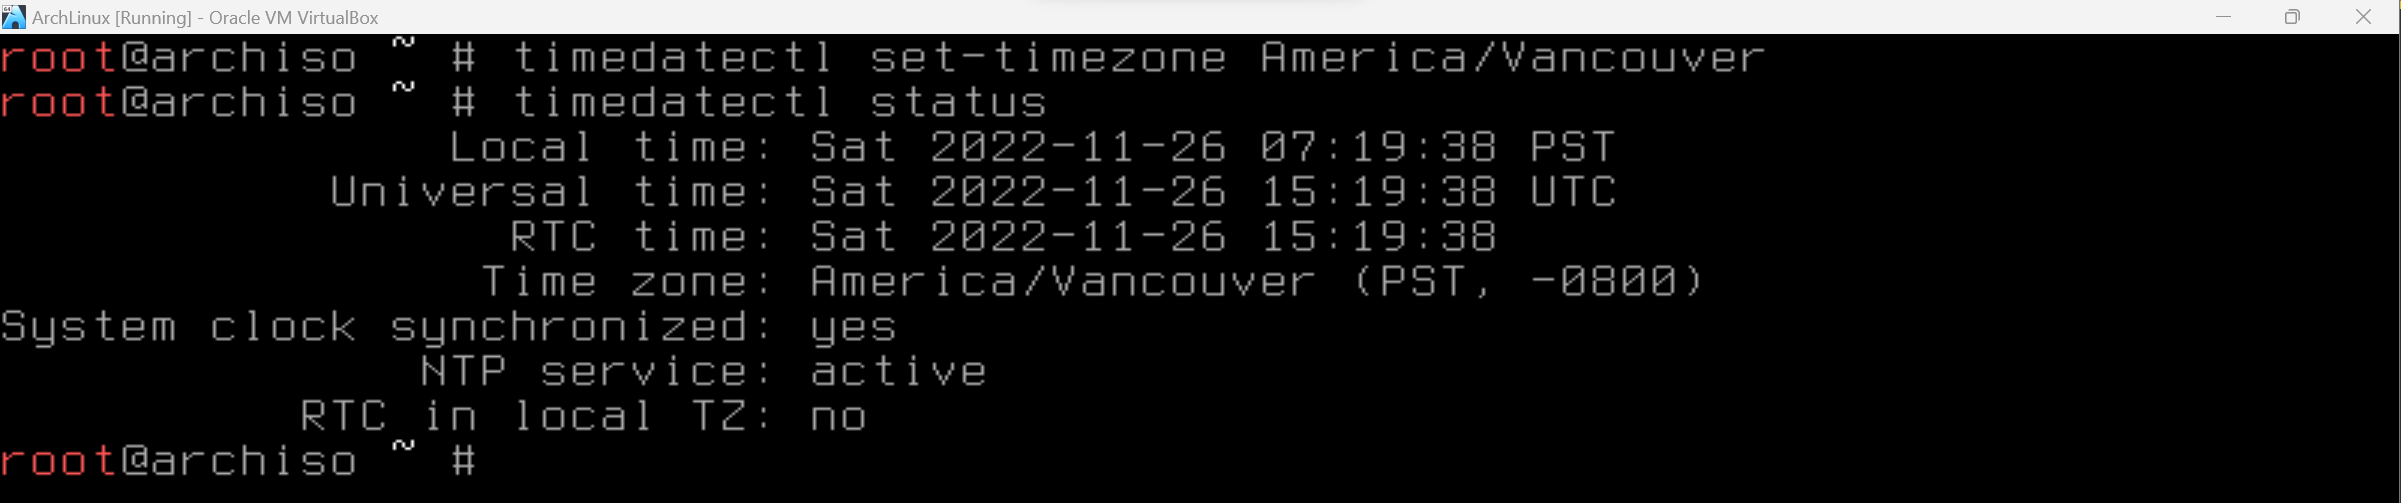 ArchLinux [Running] - Oracle VM VirtualBox
root@archiso ~ # timedatectl set-timezone America/Vancouver
root@archiso ~ # timedatectl status
Local time: Sat 2022-11-26 07:19:38 PST
Universal time: Sat 2022-11-26 15:19:38 UTC
RTC time: Sat 2022-11-26 15:19:38
Time zone: America/Vancouver (PST, -0800)
System clock synchronized: yes
NTP service: active
RTC in local TZ: no
root@archiso ~ #